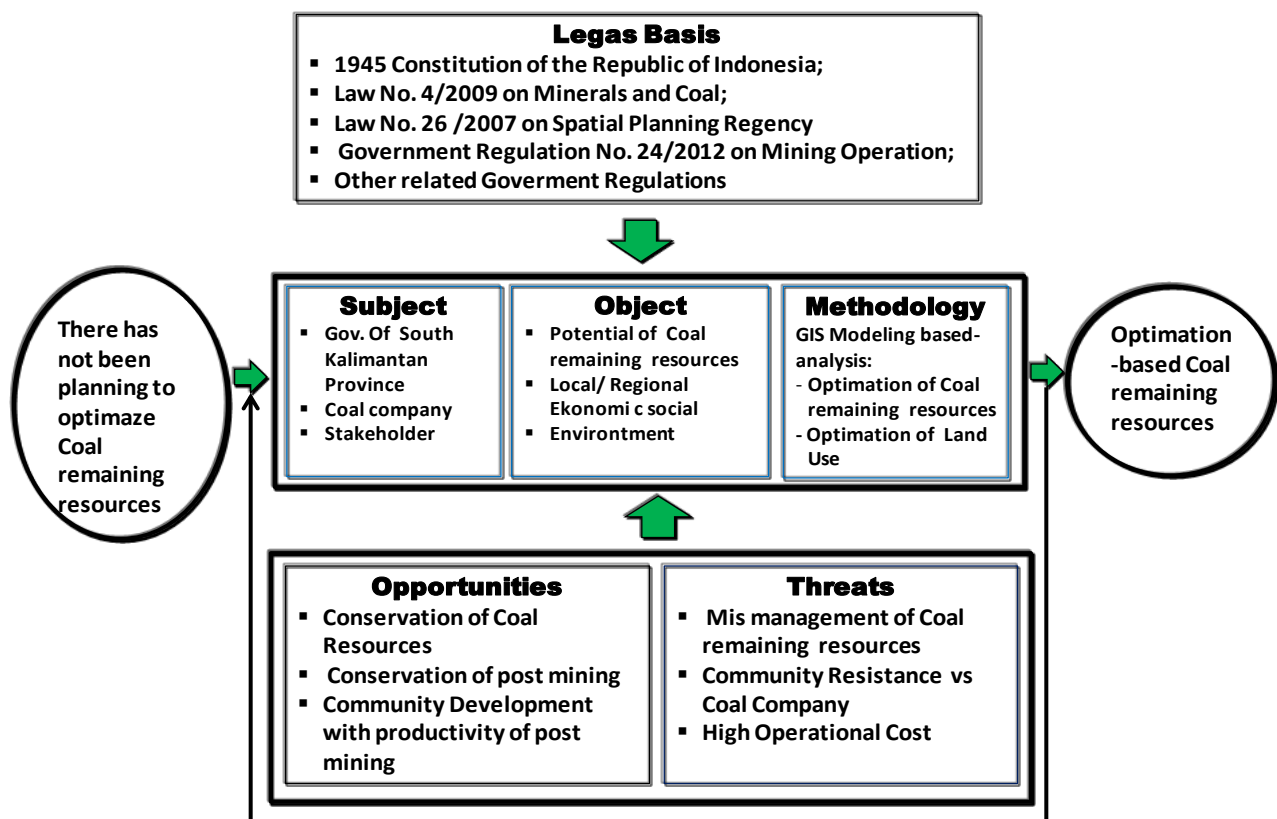 Legas Basis
▪ 1945 Constitution of the Republic of Indonesia;
▪ Law No. 4/2009 on Minerals and Coal;
▪ Law No. 26 /2007 on Spatial Planning Regency
▪ Government Regulation No. 24/2012 on Mining Operation;
▪ Other related Goverment Regulations
There has
not been
planning to
optimaze
Coal
remaining
resources
Subject
▪ Gov. Of South
Kalimantan
Province
▪ Coal company
▪ Stakeholder
Object
▪ Potential of Coal
remaining resources
▪ Local/ Regional
Ekonomi c social
▪ Environtment
Methodology
GIS Modeling based-
analysis:
- Optimation of Coal
remaining resources
- Optimation of Land
Use
Optimation
-based Coal
remaining
resources
Opportunities
▪ Conservation of Coal
Resources
▪ Conservation of post mining
▪ Community Development
with productivity of post
mining
Threats
▪ Mis management of Coal
remaining resources
▪ Community Resistance vs
Coal Company
▪ High Operational Cost